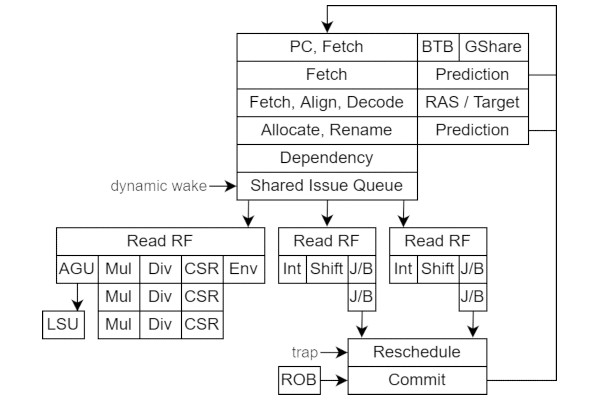 PC, Fetch BTB GShare
Fetch Prediction
Fetch, Align, Decode RAS / Target
Allocate, Rename Prediction
Dependency
dynamic wake Shared Issue Queue
Read RF Read RF Read RF
AGU Mul Div CSR Env Int Shift J/B Int Shift J/B
Mul Div CSR J/B J/B
LSU Mul Div CSR
trap Reschedule
ROB Commit